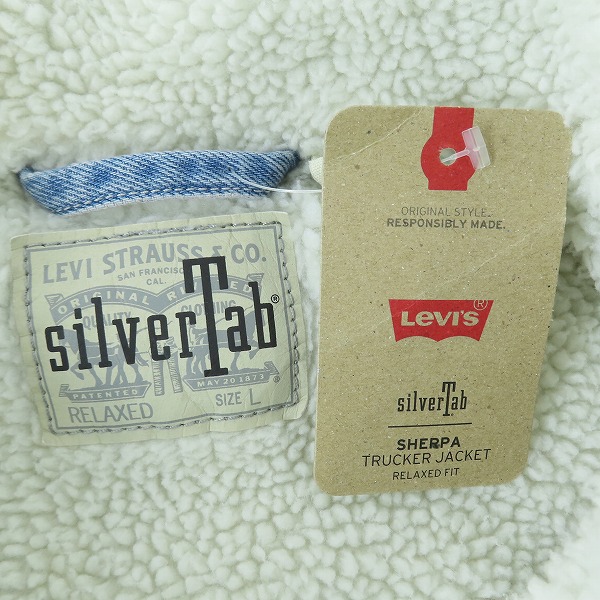 LEVI STRAUSS & CO.
SAN FRANCISCO
CAL.
ORIGINAL
QUALITY CLOTHING
silverTab®
PATENTED
MAY 20 1873
RELAXED SIZE L
ORIGINAL STYLE.
RESPONSIBLY MADE.
LEVI'S®
silverTab
SHERPA
TRUCKER JACKET
RELAXED FIT